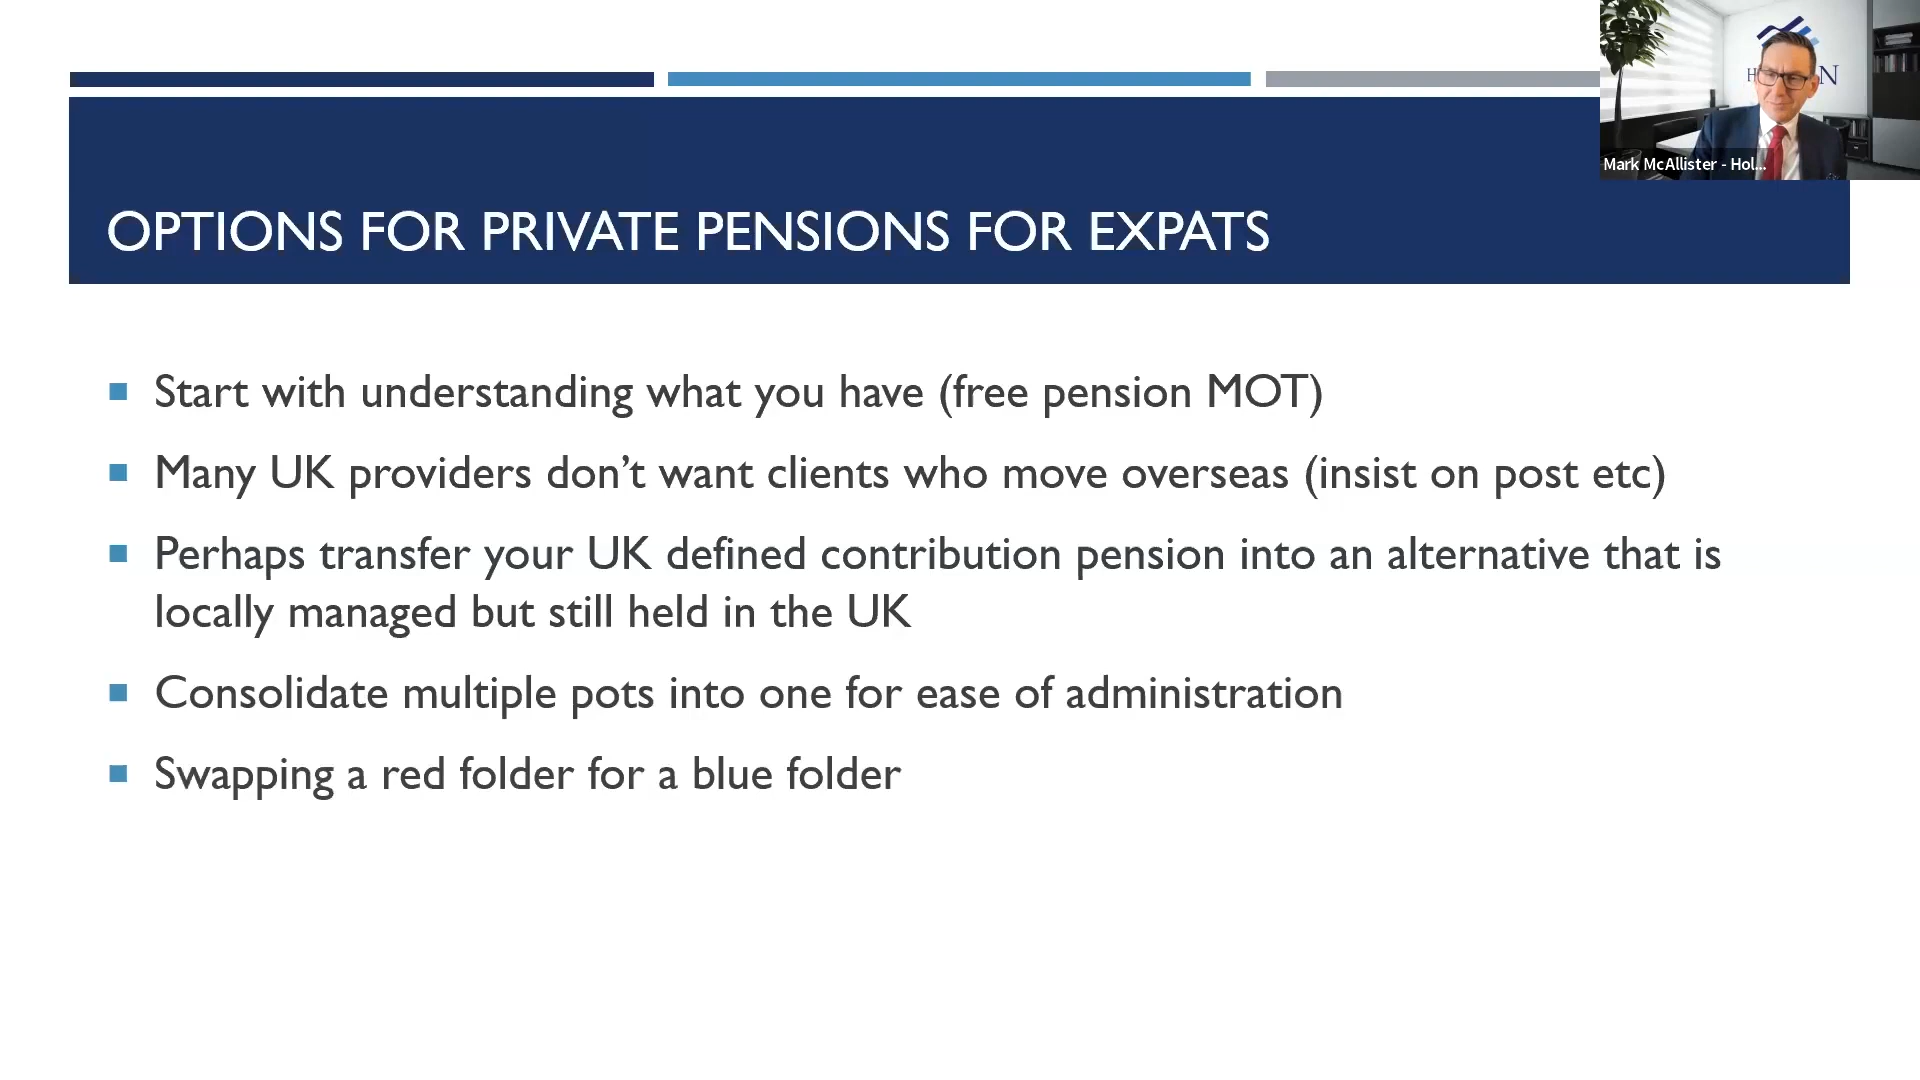 Mark McAllister - Hol...
OPTIONS FOR PRIVATE PENSIONS FOR EXPATS
Start with understanding what you have (free pension MOT)
Many UK providers don’t want clients who move overseas (insist on post etc)
Perhaps transfer your UK defined contribution pension into an alternative that is
locally managed but still held in the UK
Consolidate multiple pots into one for ease of administration
Swapping a red folder for a blue folder